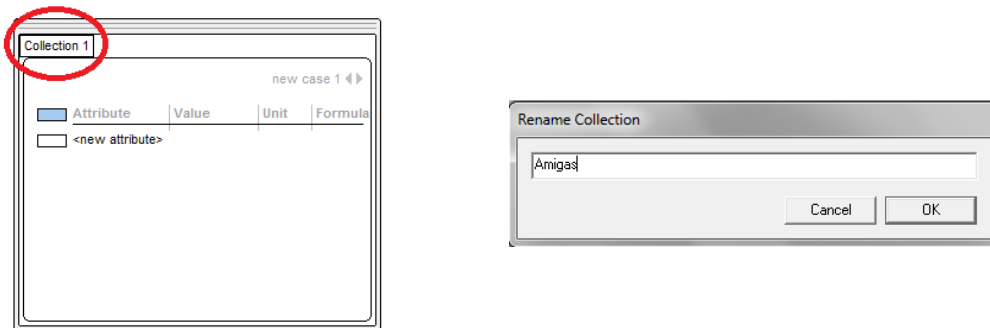 Collection 1
new case 1
Attribute Value Unit Formula
<new attribute>
Rename Collection
Amigas
Cancel OK